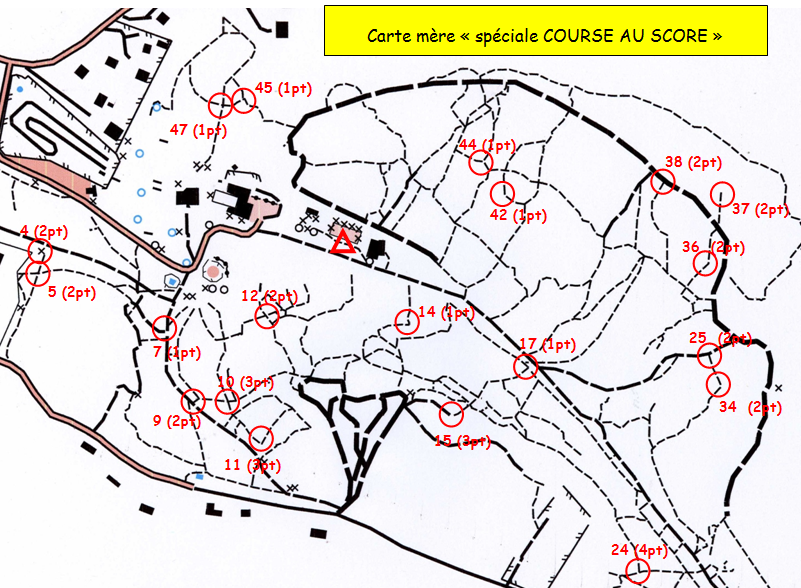 Carte mère « spéciale COURSE AU SCORE »
45 (1pt)
47 (1pt)
44 (1pt)
38 (2pt)
42 (1pt)
37 (2pt)
4 (2pt)
36 (2pt)
5 (2pt)
12 (2pt)
14 (1pt)
7 (1pt)
17 (1pt)
25 (2pt)
10 (3pt)
9 (2pt)
34 (2pt)
15 (3pt)
11 (3pt)
24 (4pt)